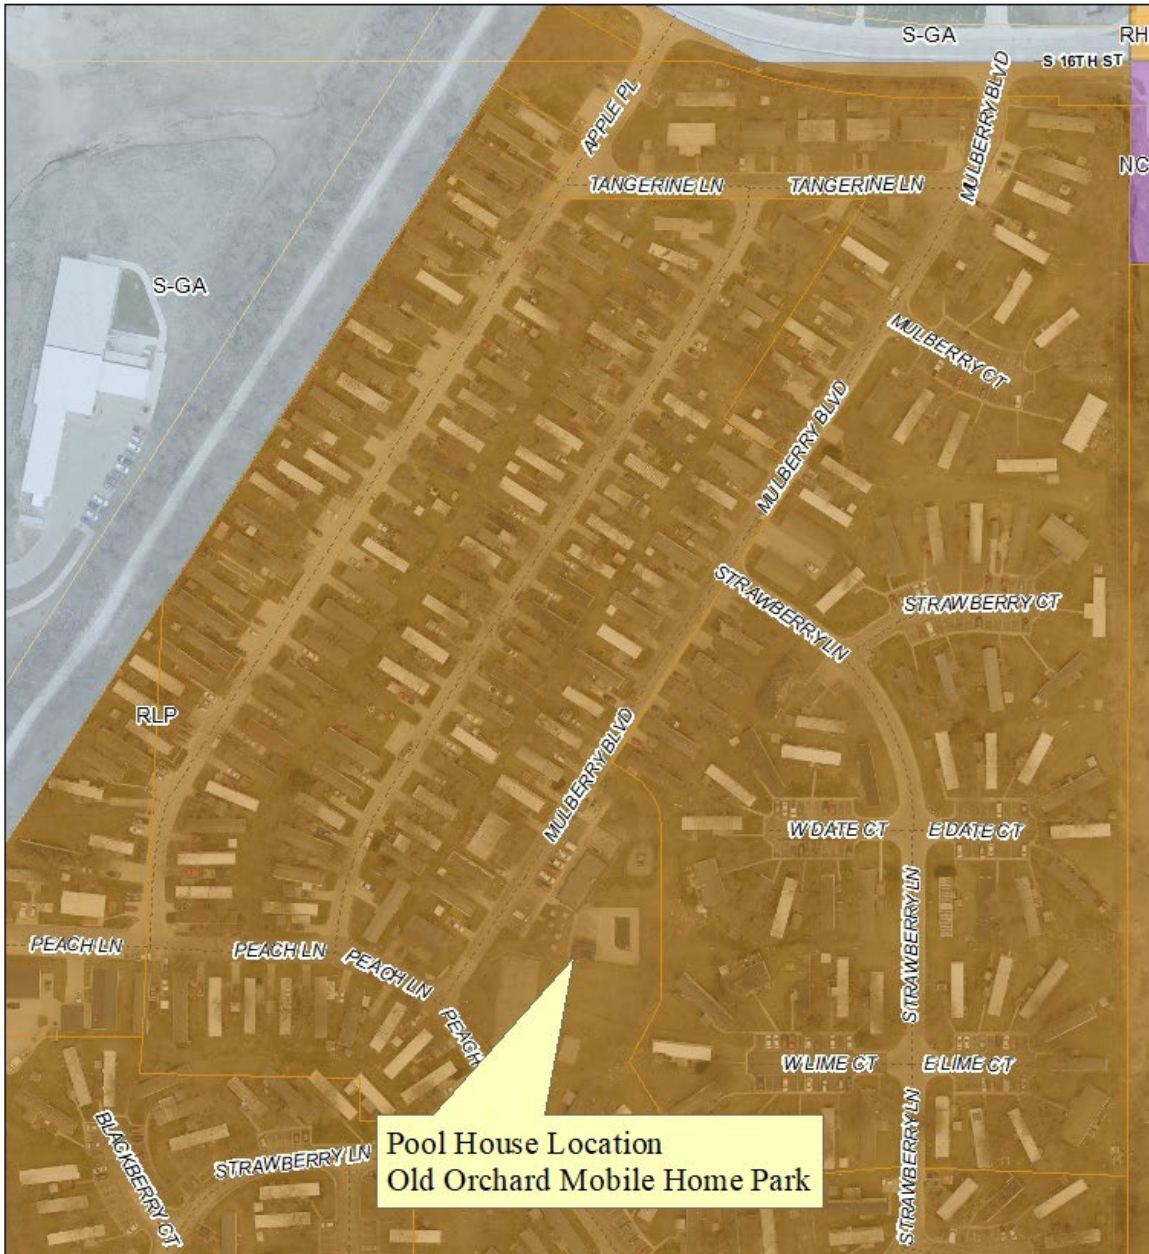 S-GA
RH
S 16TH ST
MULBERRY BLVD
APPLE PL
NC
TANGERINE LN
TANGERINE LN
S-GA
MULBERRY CT
MULBERRY BLVD
STRAWBERRY LN
STRAWBERRY CT
RLP
MULBERRY BLVD
W DATE CT
E DATE CT
STRAWBERRY LN
PEACH LN
PEACH LN
PEACH LN
PEACH
W LIME CT
E LIME CT
BLACKBERRY CT
STRAWBERRY LN
STRAWBERRY LN
Pool House Location
Old Orchard Mobile Home Park